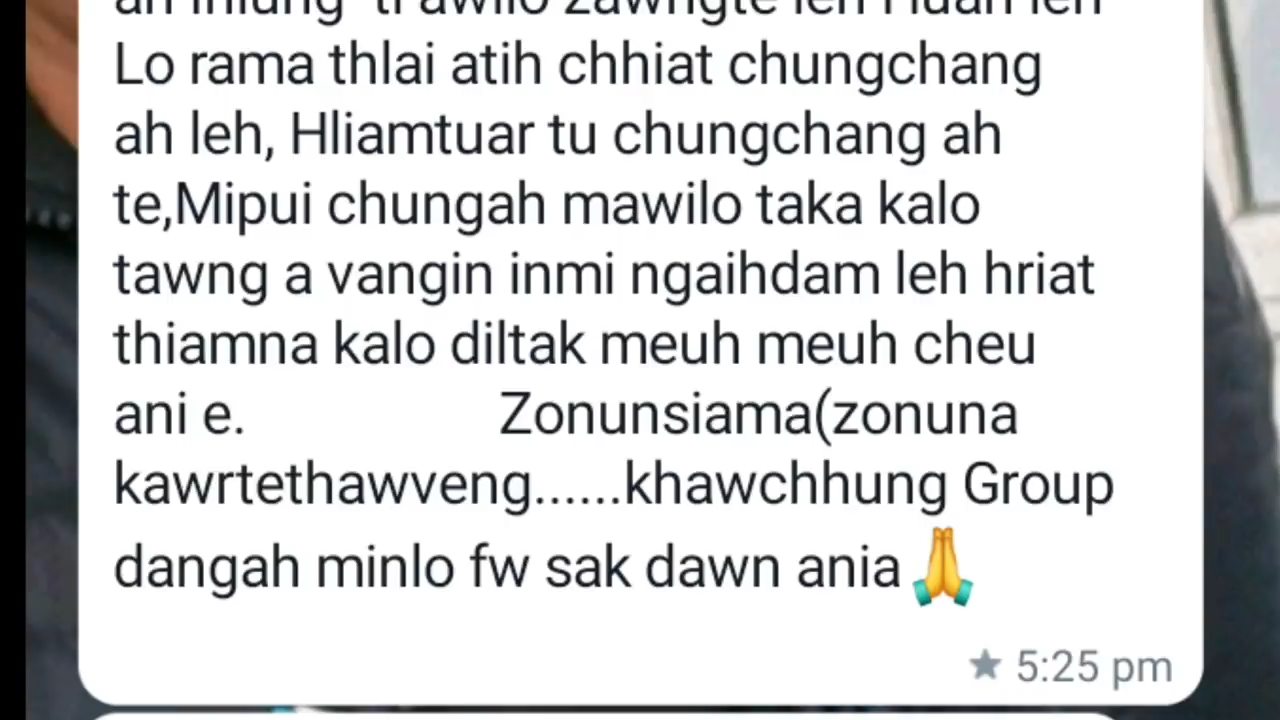 Lo rama thlai atih chhiat chungchang
ah leh, Hliamtuar tu chungchang ah
te,Mipui chungah mawilo taka kalo
tawng a vangin inmi ngaihdam leh hriat
thiamna kalo diltak meuh meuh cheu
ani e. Zonunsiama(zonuna
kawrtethawveng......khawchhung Group
dangah minlo fw sak dawn ania🙏
5:25 pm